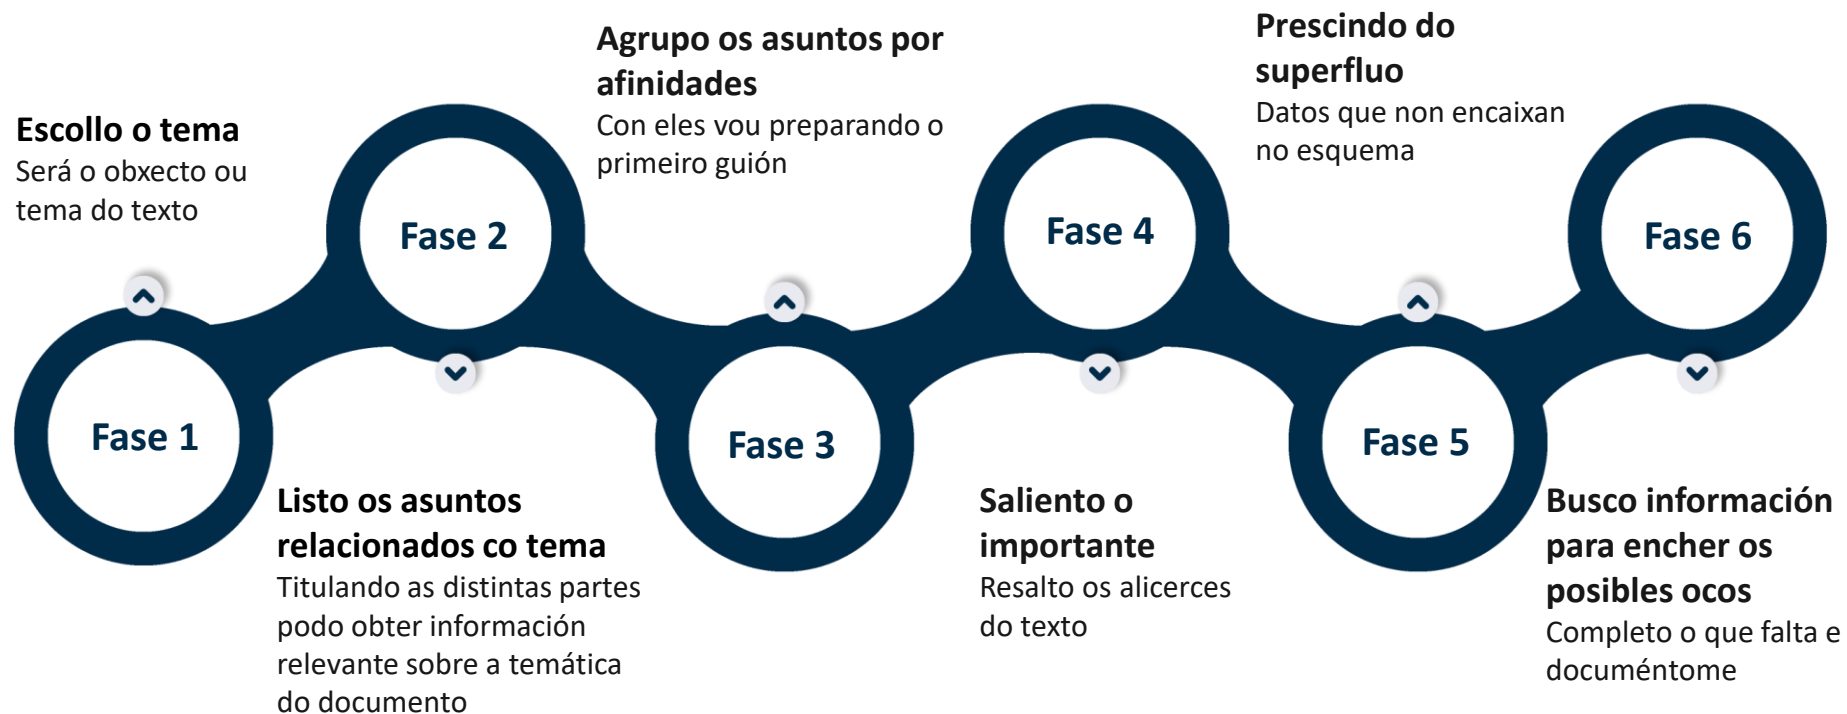 Fase 1
Escollo o tema
Será o obxecto ou
tema do texto
Fase 2
Listo os asuntos
relacionados co tema
Titulando as distintas partes
podo obter información
relevante sobre a temática
do documento
Fase 3
Agrupo os asuntos por
afinidades
Con eles vou preparando o
primeiro guión
Fase 4
Saliento o
importante
Resalto os alicerces
do texto
Fase 5
Prescindo do
superfluo
Datos que non encaixan
no esquema
Fase 6
Busco información
para encher os
posibles ocos
Completo o que falta e
documéntome